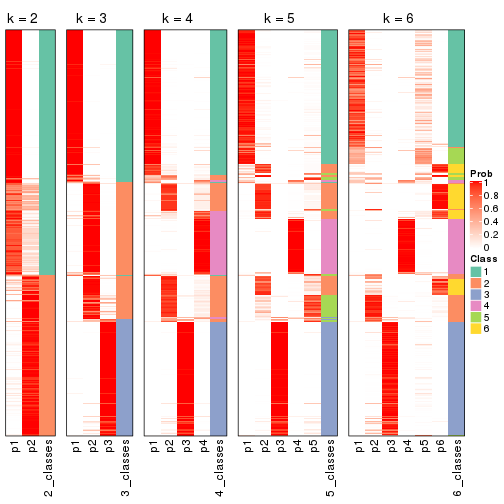 k = 2
k = 3
k = 4
k = 5
k = 6
p1
p2
2_classes
p1
p2
p3
3_classes
p1
p2
p3
p4
4_classes
p1
p2
p3
p4
p5
5_classes
p1
p2
p3
p4
p5
p6
6_classes
Prob
1
0.8
0.6
0.4
0.2
0
Class
1
2
3
4
5
6